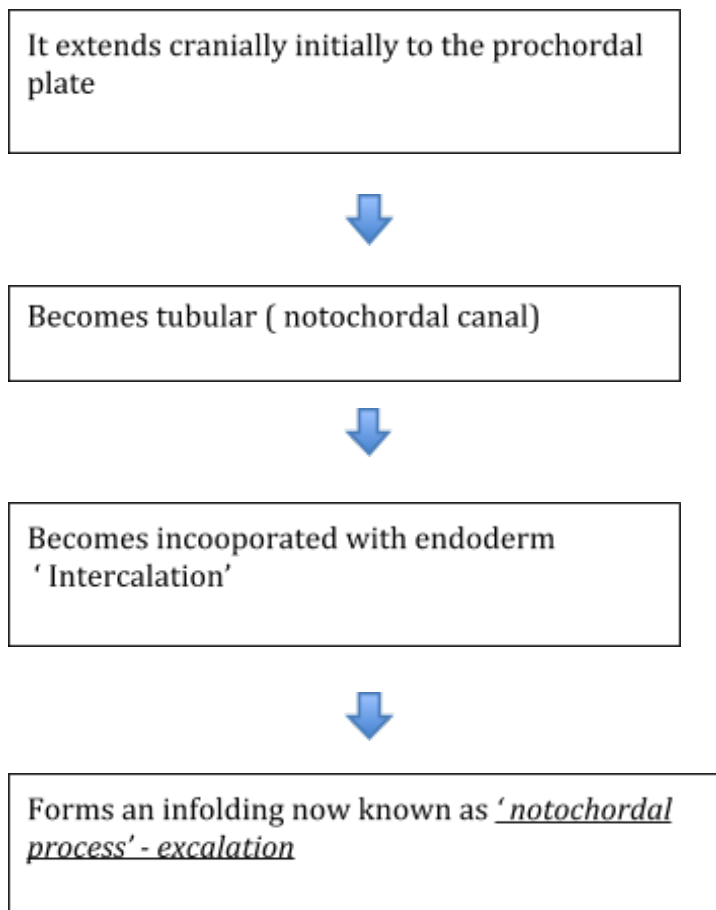 It extends cranially initially to the prochordal
plate
Becomes tubular ( notochordal canal)
Becomes incooporated with endoderm
‘ Intercalation’
Forms an infolding now known as ‘ notochordal
process’ - excalation